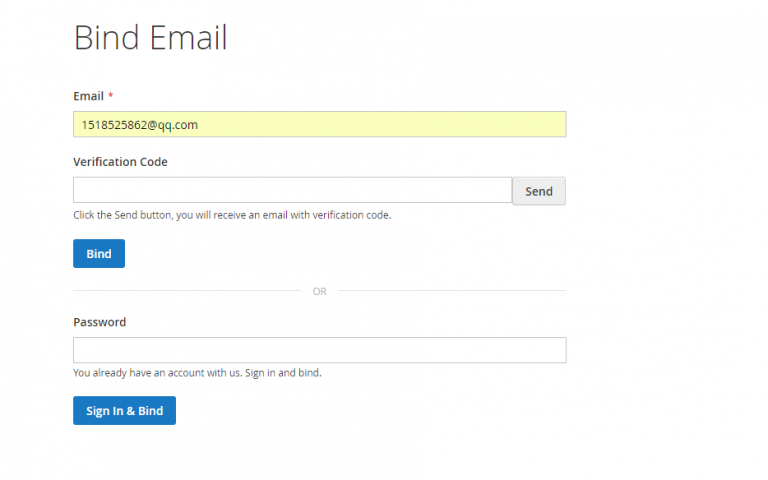 Bind Email
Email *
1518525862@qq.com
Verification Code
Send
Click the Send button, you will receive an email with verification code.
Bind
OR
Password
You already have an account with us. Sign in and bind.
Sign In & Bind